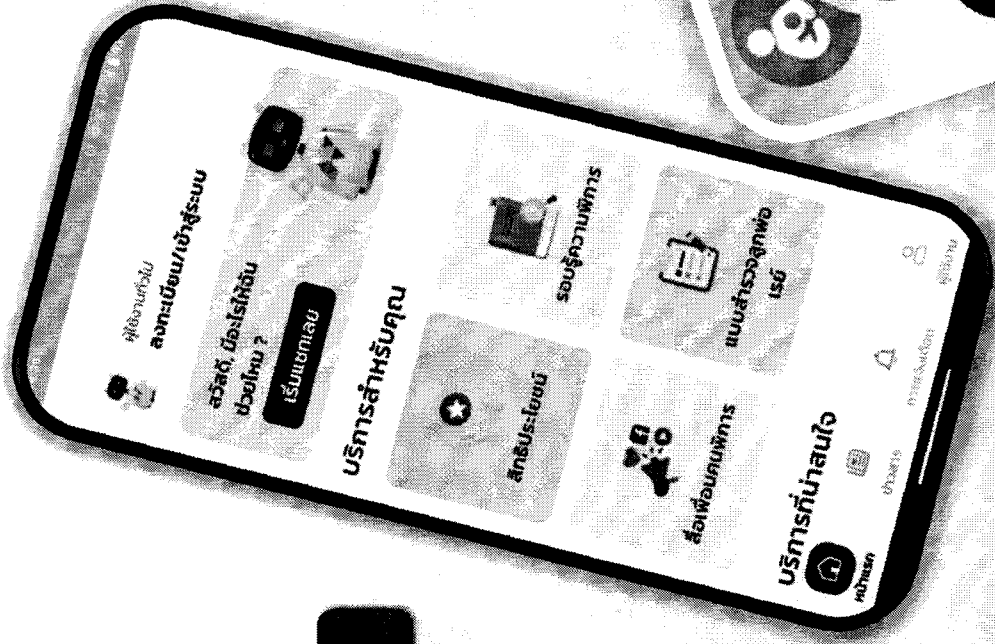 ผู้ใช้งานทั่วไป
ลงทะเบียน/เข้าสู่ระบบ
สวัสดี, มีอะไรให้ฉัน
ช่วยไหม ?
เริ่มแชทเลย
บริการสำหรับคุณ
สิทธิประโยชน์
รอบรู้ความพิการ
สื่อเพื่อคนพิการ
แบบสำรวจลูกพ่อ
เรย์
บริการที่น่าสนใจ
หน้าแรก
ข่าวสาร
การแจ้งเตือน
ผู้ใช้งาน